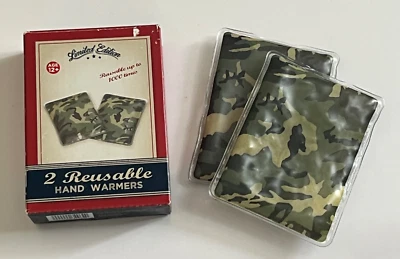 Limited Edition
AGE
12+
Reusable up to
1000 times
2 Reusable
HAND WARMERS